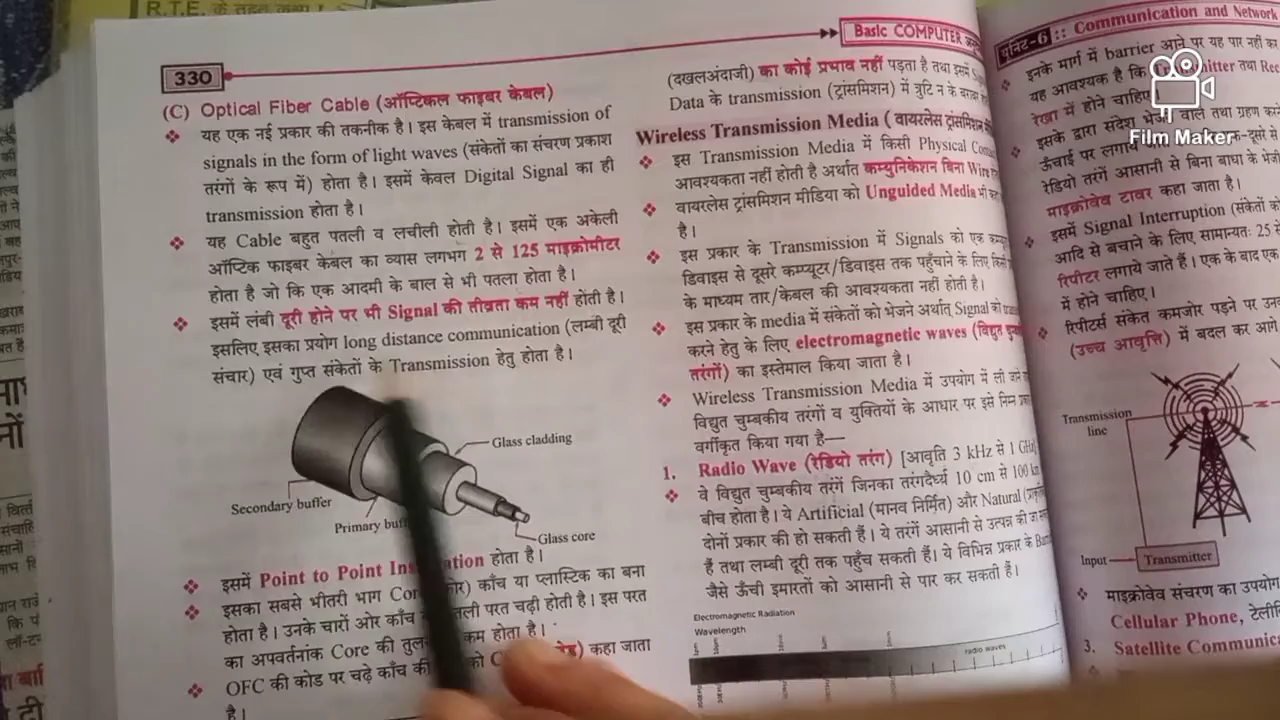 R.T.E. के तहत
330
Basic COMPUTER
(C) Optical Fiber Cable (ऑप्टिकल फाइबर केबल)
यह एक नई प्रकार की तकनीक है। इस केबल में transmission of
signals in the form of light waves (संकेतों का संचरण प्रकाश
तरंगों के रूप में) होता है। इसमें केवल Digital Signal का ही
transmission होता है।
यह Cable बहुत पतली व लचीली होती है। इसमें एक अकेली
ऑप्टिक फाइबर केबल का व्यास लगभग 2 से 125 माइक्रोमीटर
होता है जो कि एक आदमी के बाल से भी पतला होता है।
इसमें लंबी दूरी होने पर भी Signal की तीव्रता कम नहीं होती है।
इसलिए इसका प्रयोग long distance communication (लम्बी दूरी
संचार) एवं गुप्त संकेतों के Transmission हेतु होता है।
Glass cladding
Secondary buffer
Primary
Glass core
इसमें Point to Point होता है।
इसका सबसे भीतरी भाग काँच या प्लास्टिक का बना
होता है। उनके चारों ओर काँच परत चढ़ी होती है। इस परत
का अपवर्तनांक Core की कम होता है।
OFC की कोड पर चढ़े काँच की को कहा जाता
है।
(दखलअंदाजी) का कोई प्रभाव नहीं पड़ता है तथा इसमें
Data के transmission (ट्रांसमिशन) में त्रुटि न के
Wireless Transmission Media (वायरलेस ट्रांसमिशन
इस Transmission Media में किसी Physical
आवश्यकता नहीं होती है अर्थात कम्युनिकेशन बिना Wire
वायरलेस ट्रांसमिशन मीडिया को Unguided Media भी
है।
इस प्रकार के Transmission में Signals को एक
डिवाइस से दूसरे कम्प्यूटर/डिवाइस तक पहुँचाने के लिए
के माध्यम तार/केबल की आवश्यकता नहीं होती है।
इस प्रकार के media में संकेतों को भेजने अर्थात् Signal को
करने हेतु के लिए electromagnetic waves (विद्युत
तरंगों) का इस्तेमाल किया जाता है।
Wireless Transmission Media में उपयोग में ली जाने
विद्युत चुम्बकीय तरंगों व युक्तियों के आधार पर इसे निम्न
वर्गीकृत किया गया है—
1. Radio Wave (रेडियो तरंग) [आवृति 3 kHz से 1 GHz]
वे विद्युत चुम्बकीय तरंगें जिनका तरंगदैर्ध्य 10 cm से 100
बीच होता है। ये Artificial (मानव निर्मित) और Natural
दोनों प्रकार की हो सकती हैं। ये तरंगें आसानी से उत्पन्न की जा
हैं तथा लम्बी दूरी तक पहुँच सकती हैं। ये विभिन्न प्रकार के
जैसे ऊँची इमारतों को आसानी से पार कर सकती हैं।
Electromagnetic Radiation
Wavelength
radio waves
यूनिट-6 :: Communication and Network
इनके मार्ग में barrier आने पर यह पार नहीं कर
यह आवश्यक है कि Transmitter तथा
रेखा में होने चाहिए।
इसके द्वारा संदेश भेजने वाले तथा ग्रहण
ऊँचाई पर
रेडियो तरंगें आसानी से बिना बाधा के भेजी
माइक्रोवेव टावर कहा जाता है।
इसमें Signal Interruption (संकेतों
आदि से बचाने के लिए सामान्यतः 25 से
रिपीटर लगाये जाते हैं। एक के बाद एक
में होने चाहिए।
रिपीटर्स संकेत कमजोर पड़ने पर
(उच्च आवृत्ति) में बदल कर आगे
Transmission
line
Input
Transmitter
माइक्रोवेव संचरण का उपयोग
Cellular Phone,
3. Satellite
Film Maker